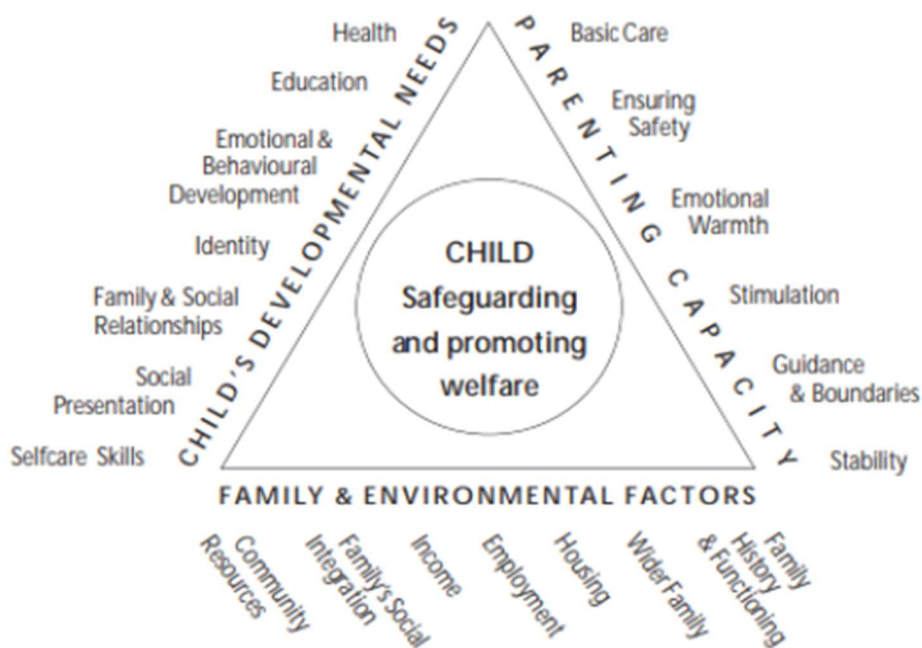 Health
Education
Emotional &
Behavioural
Development
Identity
Family & Social
Relationships
Social
Presentation
Selfcare Skills
CHILD'S DEVELOPMENTAL NEEDS
PARENTING CAPACITY
Basic Care
Ensuring
Safety
Emotional
Warmth
Stimulation
Guidance
& Boundaries
Stability
CHILD
Safeguarding
and promoting
welfare
FAMILY & ENVIRONMENTAL FACTORS
Community
Resources
Family's Social
Integration
Income
Employment
Housing
Wider Family
Family
History
& Functioning